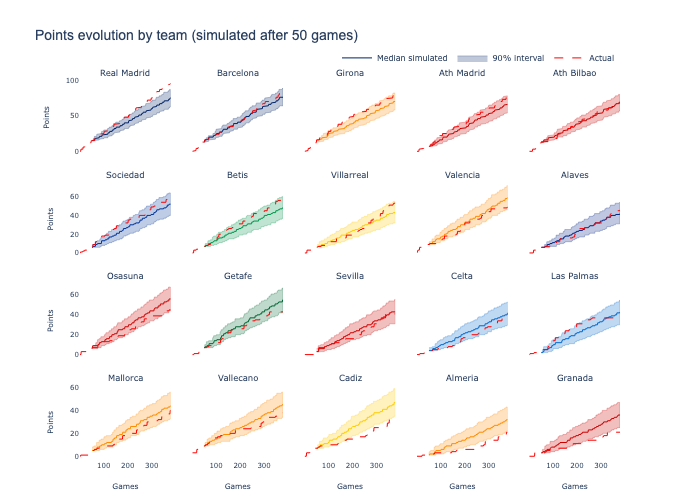 Points evolution by team (simulated after 50 games)
Median simulated 90% interval Actual
Real Madrid Barcelona Girona Ath Madrid Ath Bilbao
100
50
0
Points
Sociedad Betis Villarreal Valencia Alaves
60
40
20
0
Points
Osasuna Getafe Sevilla Celta Las Palmas
60
40
20
0
Points
Mallorca Vallecano Cadiz Almeria Granada
60
40
20
0
Points
100 200 300 100 200 300 100 200 300 100 200 300 100 200 300
Games Games Games Games Games